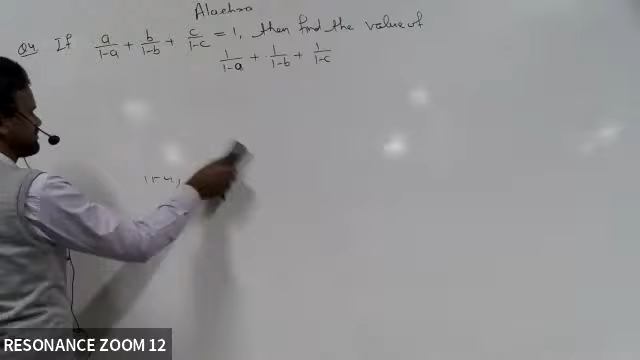 Algebra
Q4 If a/1-a + b/1-b + c/1-c = 1, then find the value of
1/1-a + 1/1-b + 1/1-c
RESONANCE ZOOM 12